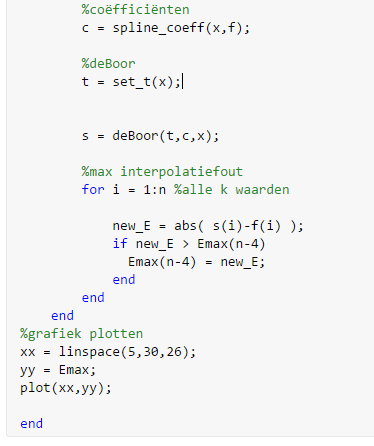 %coëfficiënten
c = spline_coeff(x,f);
%deBoor
t = set_t(x);
s = deBoor(t,c,x);
%max interpolatiefout
for i = 1:n %alle k waarden
new_E = abs( s(i)-f(i) );
if new_E > Emax(n-4)
Emax(n-4) = new_E;
end
end
end
%grafiek plotten
xx = linspace(5,30,26);
yy = Emax;
plot(xx,yy);
end